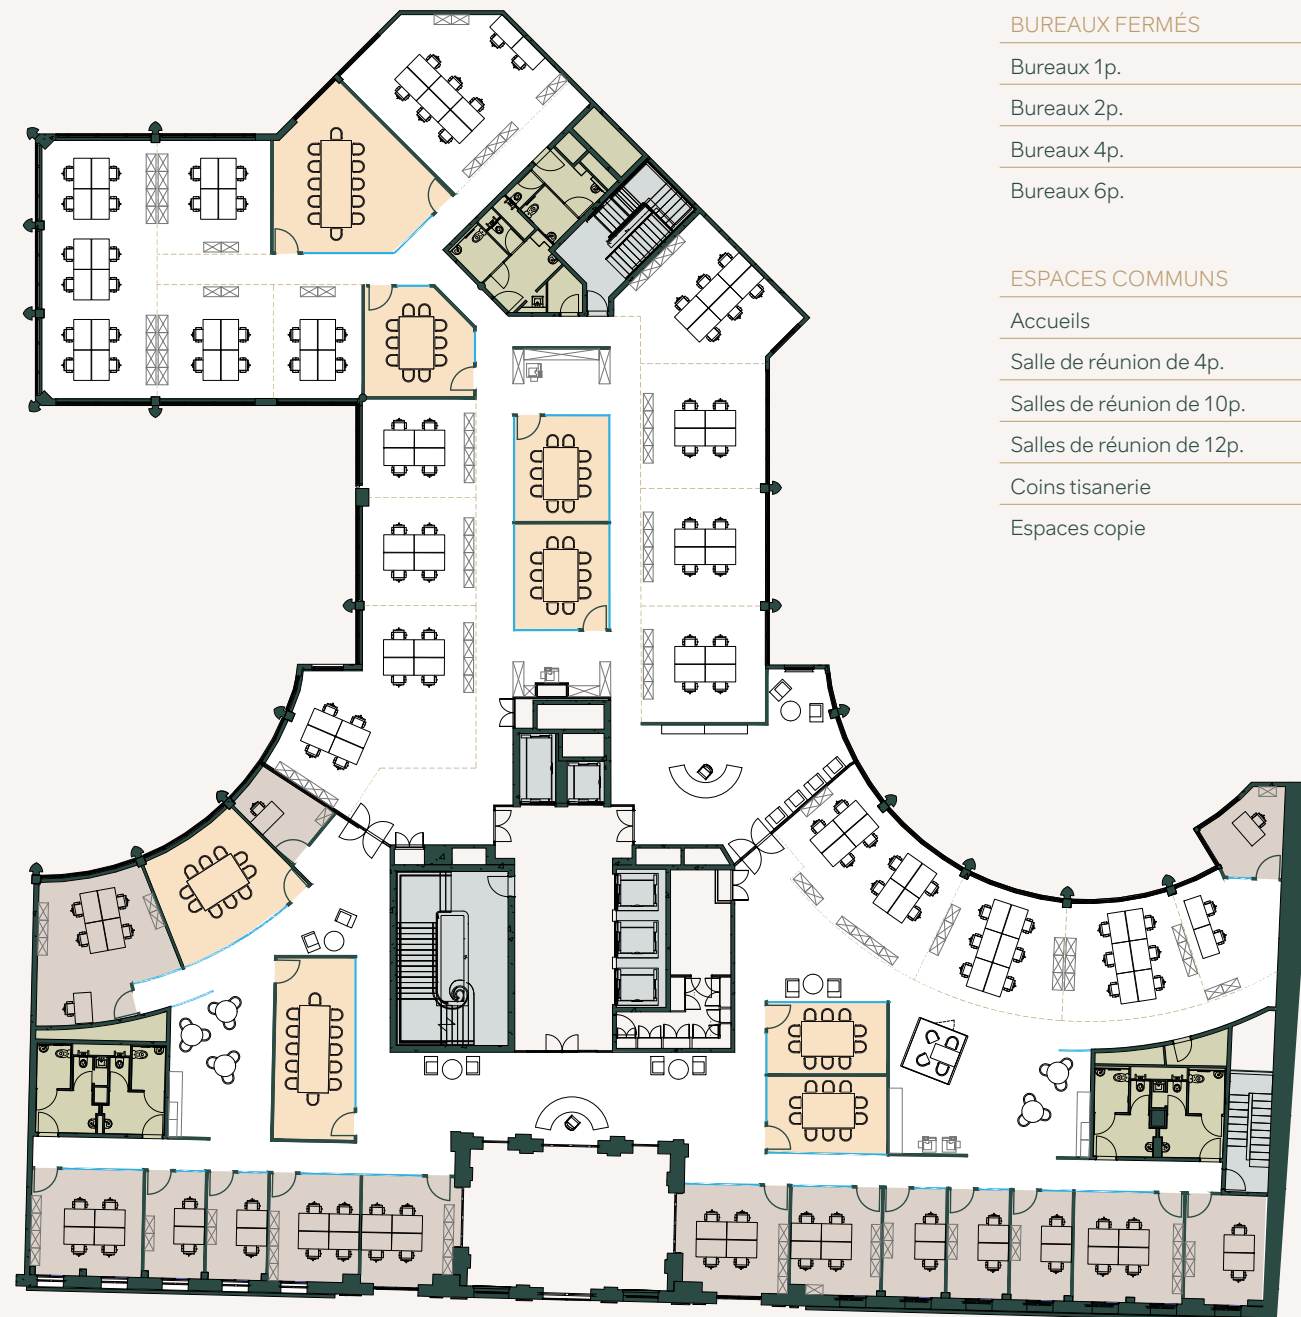 BUREAUX FERMÉS
Bureaux 1p.
Bureaux 2p.
Bureaux 4p.
Bureaux 6p.
ESPACES COMMUNS
Accueils
Salle de réunion de 4p.
Salles de réunion de 10p.
Salles de réunion de 12p.
Coins tisanerie
Espaces copie